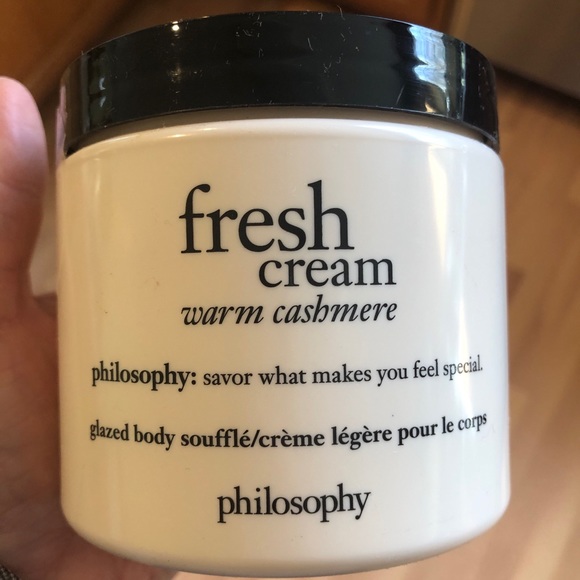 fresh
cream
warm cashmere
philosophy: savor what makes you feel special.
glazed body soufflé/crème légère pour le corps
philosophy